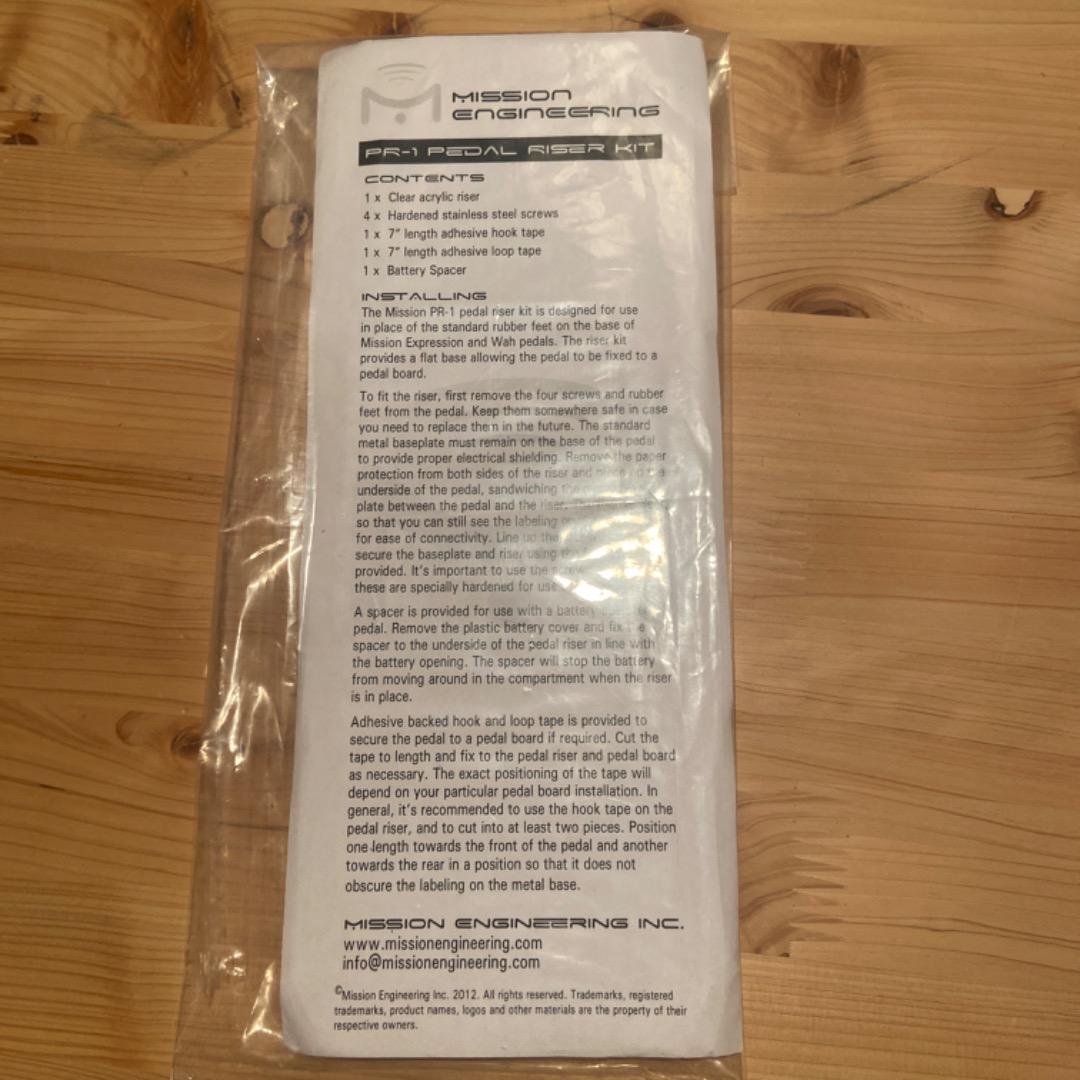 MISSION
ENGINEERING
PR-1 PEDAL RISER KIT
CONTENTS
1 x Clear acrylic riser
4 x Hardened stainless steel screws
1 x 7" length adhesive hook tape
1 x 7" length adhesive loop tape
1 x Battery Spacer
INSTALLING
The Mission PR-1 pedal riser kit is designed for use
in place of the standard rubber feet on the base of
Mission Expression and Wah pedals. The riser kit
provides a flat base allowing the pedal to be fixed to a
pedal board.
To fit the riser, first remove the four screws and rubber
feet from the pedal. Keep them somewhere safe in case
you need to replace them in the future. The standard
metal baseplate must remain on the base of the pedal
to provide proper electrical shielding. Remove the paper
protection from both sides of the riser and
underside of the pedal, sandwiching the
plate between the pedal and the riser.
so that you can still see the labeling
for ease of connectivity. Line up the
secure the baseplate and riser using
provided. It's important to use the
these are specially hardened for use
A spacer is provided for use with a battery
pedal. Remove the plastic battery cover and fix the
spacer to the underside of the pedal riser in line with
the battery opening. The spacer will stop the battery
from moving around in the compartment when the riser
is in place.
Adhesive backed hook and loop tape is provided to
secure the pedal to a pedal board if required. Cut the
tape to length and fix to the pedal riser and pedal board
as necessary. The exact positioning of the tape will
depend on your particular pedal board installation. In
general, it's recommended to use the hook tape on the
pedal riser, and to cut into at least two pieces. Position
one length towards the front of the pedal and another
towards the rear in a position so that it does not
obscure the labeling on the metal base.
MISSION ENGINEERING INC.
www.missionengineering.com
info@missionengineering.com
©Mission Engineering Inc. 2012. All rights reserved. Trademarks, registered
trademarks, product names, logos and other materials are the property of their
respective owners.